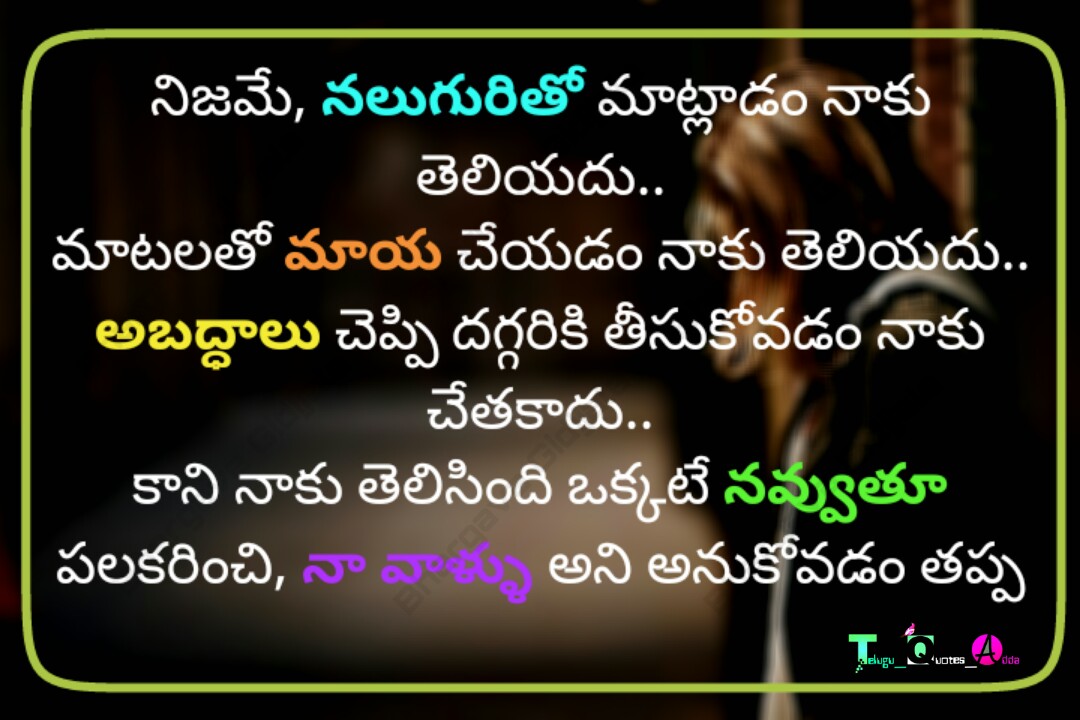 నిజమే, నలుగురితో మాట్లాడం నాకు
తెలియదు..
మాటలతో మాయ చేయడం నాకు తెలియదు..
అబద్ధాలు చెప్పి దగ్గరికి తీసుకోవడం నాకు
చేతకాదు..
కాని నాకు తెలిసింది ఒక్కటే నవ్వుతూ
పలకరించి, నా వాళ్ళు అని అనుకోవడం తప్ప
Telugu_Quotes_Adda